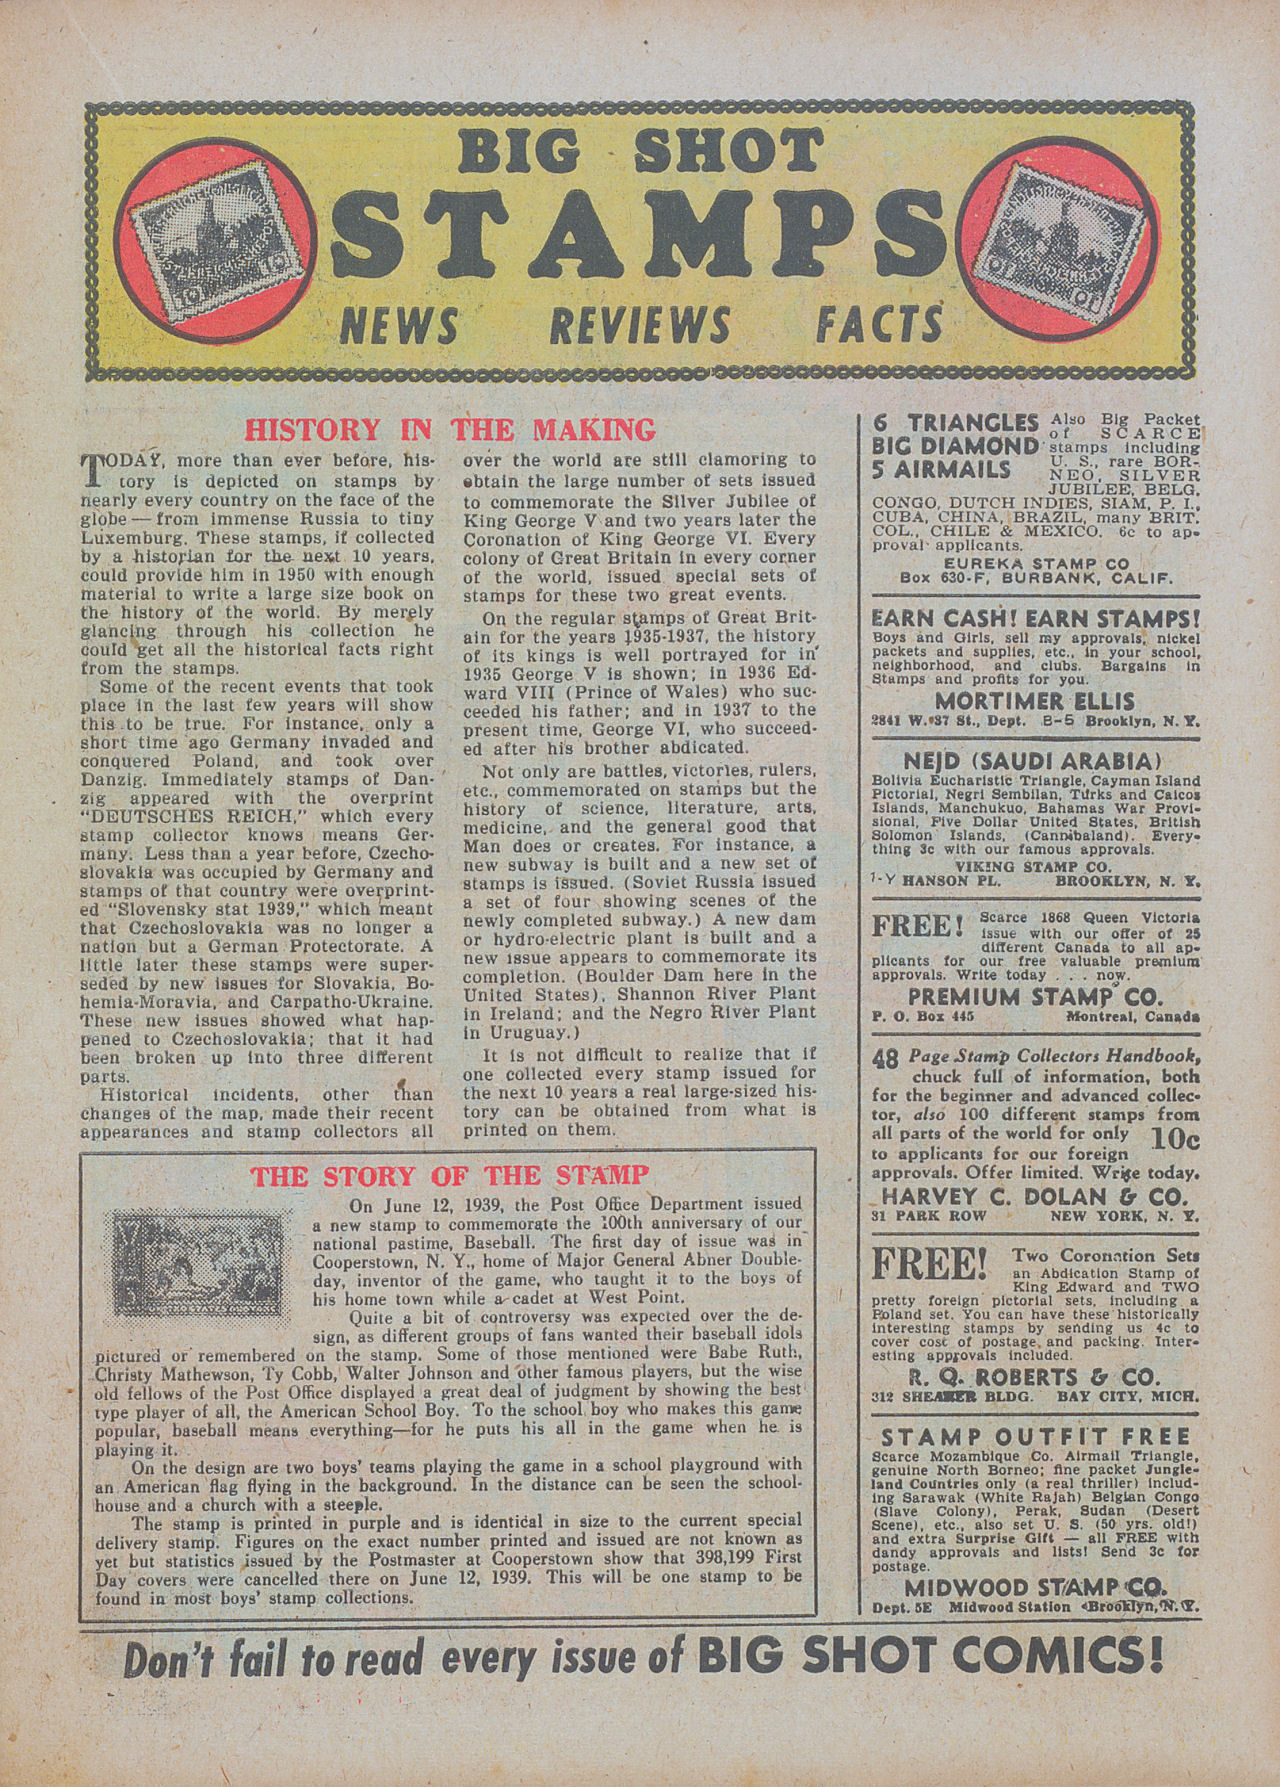 BIG SHOT
STAMPS
NEWS REVIEWS FACTS
HISTORY IN THE MAKING
TODAY, more than ever before, his-
tory is depicted on stamps by
nearly every country on the face of the
globe — from immense Russia to tiny
Luxemburg. These stamps, if collected
by a historian for the next 10 years,
could provide him in 1950 with enough
material to write a large size book on
the history of the world. By merely
glancing through his collection he
could get all the historical facts right
from the stamps.
Some of the recent events that took
place in the last few years will show
this to be true. For instance, only a
short time ago Germany invaded and
conquered Poland, and took over
Danzig. Immediately stamps of Dan-
zig appeared with the overprint
"DEUTSCHES REICH," which every
stamp collector knows means Ger-
many. Less than a year before, Czecho-
slovakia was occupied by Germany and
stamps of that country were overprint-
ed "Slovensky stat 1939," which meant
that Czechoslovakia was no longer a
nation but a German Protectorate. A
little later these stamps were super-
seded by new issues for Slovakia, Bo-
hemia-Moravia, and Carpatho-Ukraine.
These new issues showed what hap-
pened to Czechoslovakia; that it had
been broken up into three different
parts.
Historical incidents, other than
changes of the map, made their recent
appearances and stamp collectors all
over the world are still clamoring to
obtain the large number of sets issued
to commemorate the Silver Jubilee of
King George V and two years later the
Coronation of King George VI. Every
colony of Great Britain in every corner
of the world, issued special sets of
stamps for these two great events.
On the regular stamps of Great Brit-
ain for the years 1935-1937, the history
of its kings is well portrayed for in
1935 George V is shown; in 1936 Ed-
ward VIII (Prince of Wales) who suc-
ceeded his father; and in 1937 to the
present time, George VI, who succeed-
ed after his brother abdicated.
Not only are battles, victories, rulers,
etc., commemorated on stamps but the
history of science, literature, arts,
medicine, and the general good that
Man does or creates. For instance, a
new subway is built and a new set of
stamps is issued. (Soviet Russia issued
a set of four showing scenes of the
newly completed subway.) A new dam
or hydro-electric plant is built and a
new issue appears to commemorate its
completion. (Boulder Dam here in the
United States), Shannon River Plant
in Ireland; and the Negro River Plant
in Uruguay.)
It is not difficult to realize that if
one collected every stamp issued for
the next 10 years a real large-sized his-
tory can be obtained from what is
printed on them.
THE STORY OF THE STAMP
On June 12, 1939, the Post Office Department issued
a new stamp to commemorate the 100th anniversary of our
national pastime, Baseball. The first day of issue was in
Cooperstown, N. Y., home of Major General Abner Double-
day, inventor of the game, who taught it to the boys of
his home town while a cadet at West Point.
Quite a bit of controversy was expected over the de-
sign, as different groups of fans wanted their baseball idols
pictured or remembered on the stamp. Some of those mentioned were Babe Ruth,
Christy Mathewson, Ty Cobb, Walter Johnson and other famous players, but the wise
old fellows of the Post Office displayed a great deal of judgment by showing the best
type player of all, the American School Boy. To the school boy who makes this game
popular, baseball means everything—for he puts his all in the game when he is
playing it.
On the design are two boys' teams playing the game in a school playground with
an American flag flying in the background. In the distance can be seen the school-
house and a church with a steeple.
The stamp is printed in purple and is identical in size to the current special
delivery stamp. Figures on the exact number printed and issued are not known as
yet but statistics issued by the Postmaster at Cooperstown show that 398,199 First
Day covers were cancelled there on June 12, 1939. This will be one stamp to be
found in most boys' stamp collections.
6 TRIANGLES
BIG DIAMOND
5 AIRMAILS
Also Big Packet
of SCARCE
stamps including
U. S., rare BOR-
NEO, SILVER
JUBILEE, BELG.
CONGO, DUTCH INDIES, SIAM, P. I.,
CUBA, CHINA, BRAZIL, many BRIT.
COL., CHILE & MEXICO. 6c to ap-
proval applicants.
EUREKA STAMP CO
Box 630-F, BURBANK, CALIF.
EARN CASH! EARN STAMPS!
Boys and Girls, sell my approvals, nickel
packets and supplies, etc., in your school,
neighborhood, and clubs. Bargains in
Stamps and profits for you.
MORTIMER ELLIS
2841 W. 37 St., Dept. B-5 Brooklyn, N. Y.
NEJD (SAUDI ARABIA)
Bolivia Eucharistic Triangle, Cayman Island
Pictorial, Negri Sembilan, Turks and Caicos
Islands, Manchukuo, Bahamas War Provi-
sional, Five Dollar United States, British
Solomon Islands, (Cannibaland). Every-
thing 3c with our famous approvals.
VIKING STAMP CO.
1-Y HANSON PL. BROOKLYN, N. Y.
FREE! Scarce 1868 Queen Victoria
issue with our offer of 25
different Canada to all ap-
plicants for our free valuable premium
approvals. Write today . . . now.
PREMIUM STAMP CO.
P. O. Box 445 Montreal, Canada
48 Page Stamp Collectors Handbook,
chuck full of information, both
for the beginner and advanced collec-
tor, also 100 different stamps from
all parts of the world for only 10c
to applicants for our foreign
approvals. Offer limited. Write today.
HARVEY C. DOLAN & CO.
31 PARK ROW NEW YORK, N. Y.
FREE! Two Coronation Sets
an Abdication Stamp of
King Edward and TWO
pretty foreign pictorial sets, including a
Poland set. You can have these historically
interesting stamps by sending us 4c to
cover cost of postage and packing. Inter-
esting approvals included.
R. Q. ROBERTS & CO.
312 SHEARER BLDG. BAY CITY, MICH.
STAMP OUTFIT FREE
Scarce Mozambique Co. Airmail Triangle,
genuine North Borneo; fine packet Jungle-
land Countries only (a real thriller) includ-
ing Sarawak (White Rajah) Belgian Congo
(Slave Colony), Perak, Sudan (Desert
Scene), etc., also set U. S. (50 yrs. old!)
and extra Surprise Gift — all FREE with
dandy approvals and lists! Send 3c for
postage.
MIDWOOD STAMP CO.
Dept. 5E Midwood Station Brooklyn, N. Y.
Don't fail to read every issue of BIG SHOT COMICS!